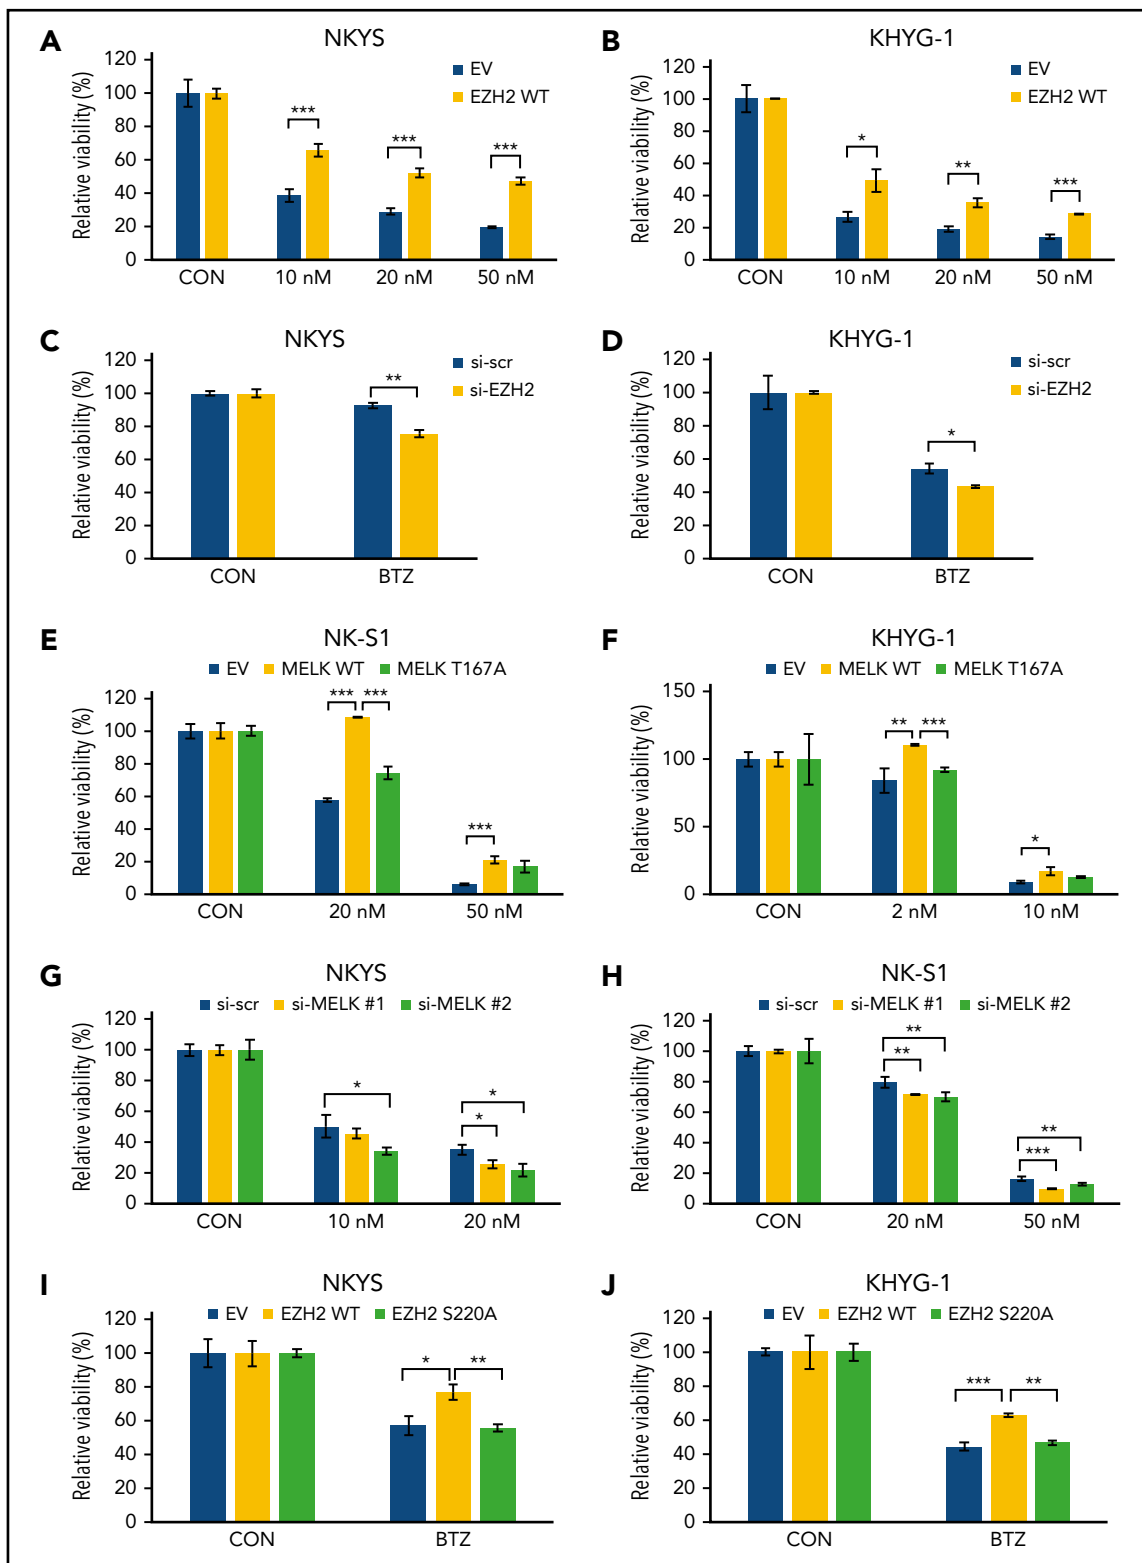 A
NKYS
Relative viability (%)
120
100
80
60
40
20
0
EV
EZH2 WT
***
***
***
CON
10 nM
20 nM
50 nM
B
KHYG-1
Relative viability (%)
120
100
80
60
40
20
0
EV
EZH2 WT
*
**
***
CON
10 nM
20 nM
50 nM
C
NKYS
Relative viability (%)
120
100
80
60
40
20
0
si-scr
si-EZH2
**
CON
BTZ
D
KHYG-1
Relative viability (%)
120
100
80
60
40
20
0
si-scr
si-EZH2
*
CON
BTZ
E
NK-S1
EV MELK WT MELK T167A
Relative viability (%)
120
100
80
60
40
20
0
*** ***
***
CON
20 nM
50 nM
F
KHYG-1
EV MELK WT MELK T167A
Relative viability (%)
150
100
50
0
** ***
*
CON
2 nM
10 nM
G
NKYS
si-scr si-MELK #1 si-MELK #2
Relative viability (%)
120
100
80
60
40
20
0
*
*
*
CON
10 nM
20 nM
H
NK-S1
si-scr si-MELK #1 si-MELK #2
Relative viability (%)
120
100
80
60
40
20
0
**
**
**
***
CON
20 nM
50 nM
I
NKYS
EV EZH2 WT EZH2 S220A
Relative viability (%)
120
100
80
60
40
20
0
* **
CON
BTZ
J
KHYG-1
EV EZH2 WT EZH2 S220A
Relative viability (%)
120
100
80
60
40
20
0
*** **
CON
BTZ